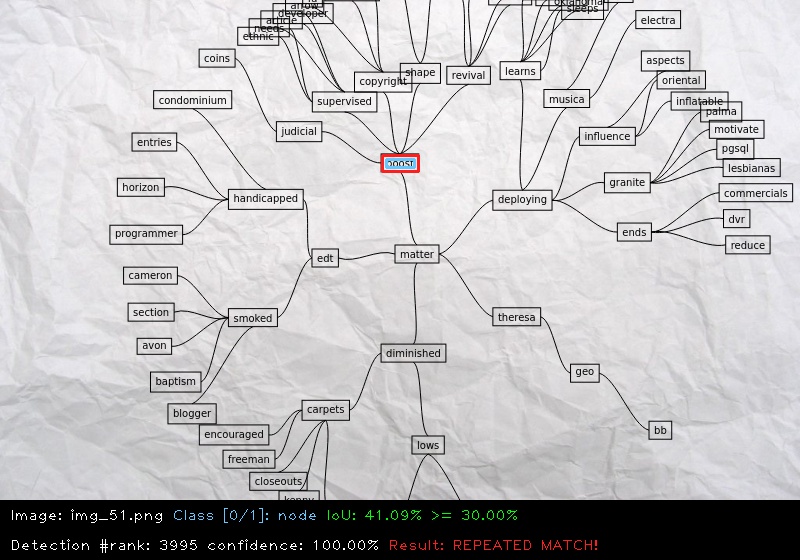 oklahoma
arrow
sleeps
developer
article
electra
needs
ethnic
coins
aspects
shape
learns
revival
oriental
copyright
condominium
supervised
musica
inflatable
palma
judicial
motivate
influence
entries
pgsql
boost
lesbianas
horizon
granite
commercials
handicapped
deploying
dvr
programmer
ends
reduce
matter
edt
cameron
section
theresa
smoked
avon
diminished
geo
baptism
carpets
blogger
bb
encouraged
lows
freeman
closeouts
kenny
Image: img_51.png Class [0/1]: node IoU: 41.09% >= 30.00%
Detection #rank: 3995 confidence: 100.00% Result: REPEATED MATCH!